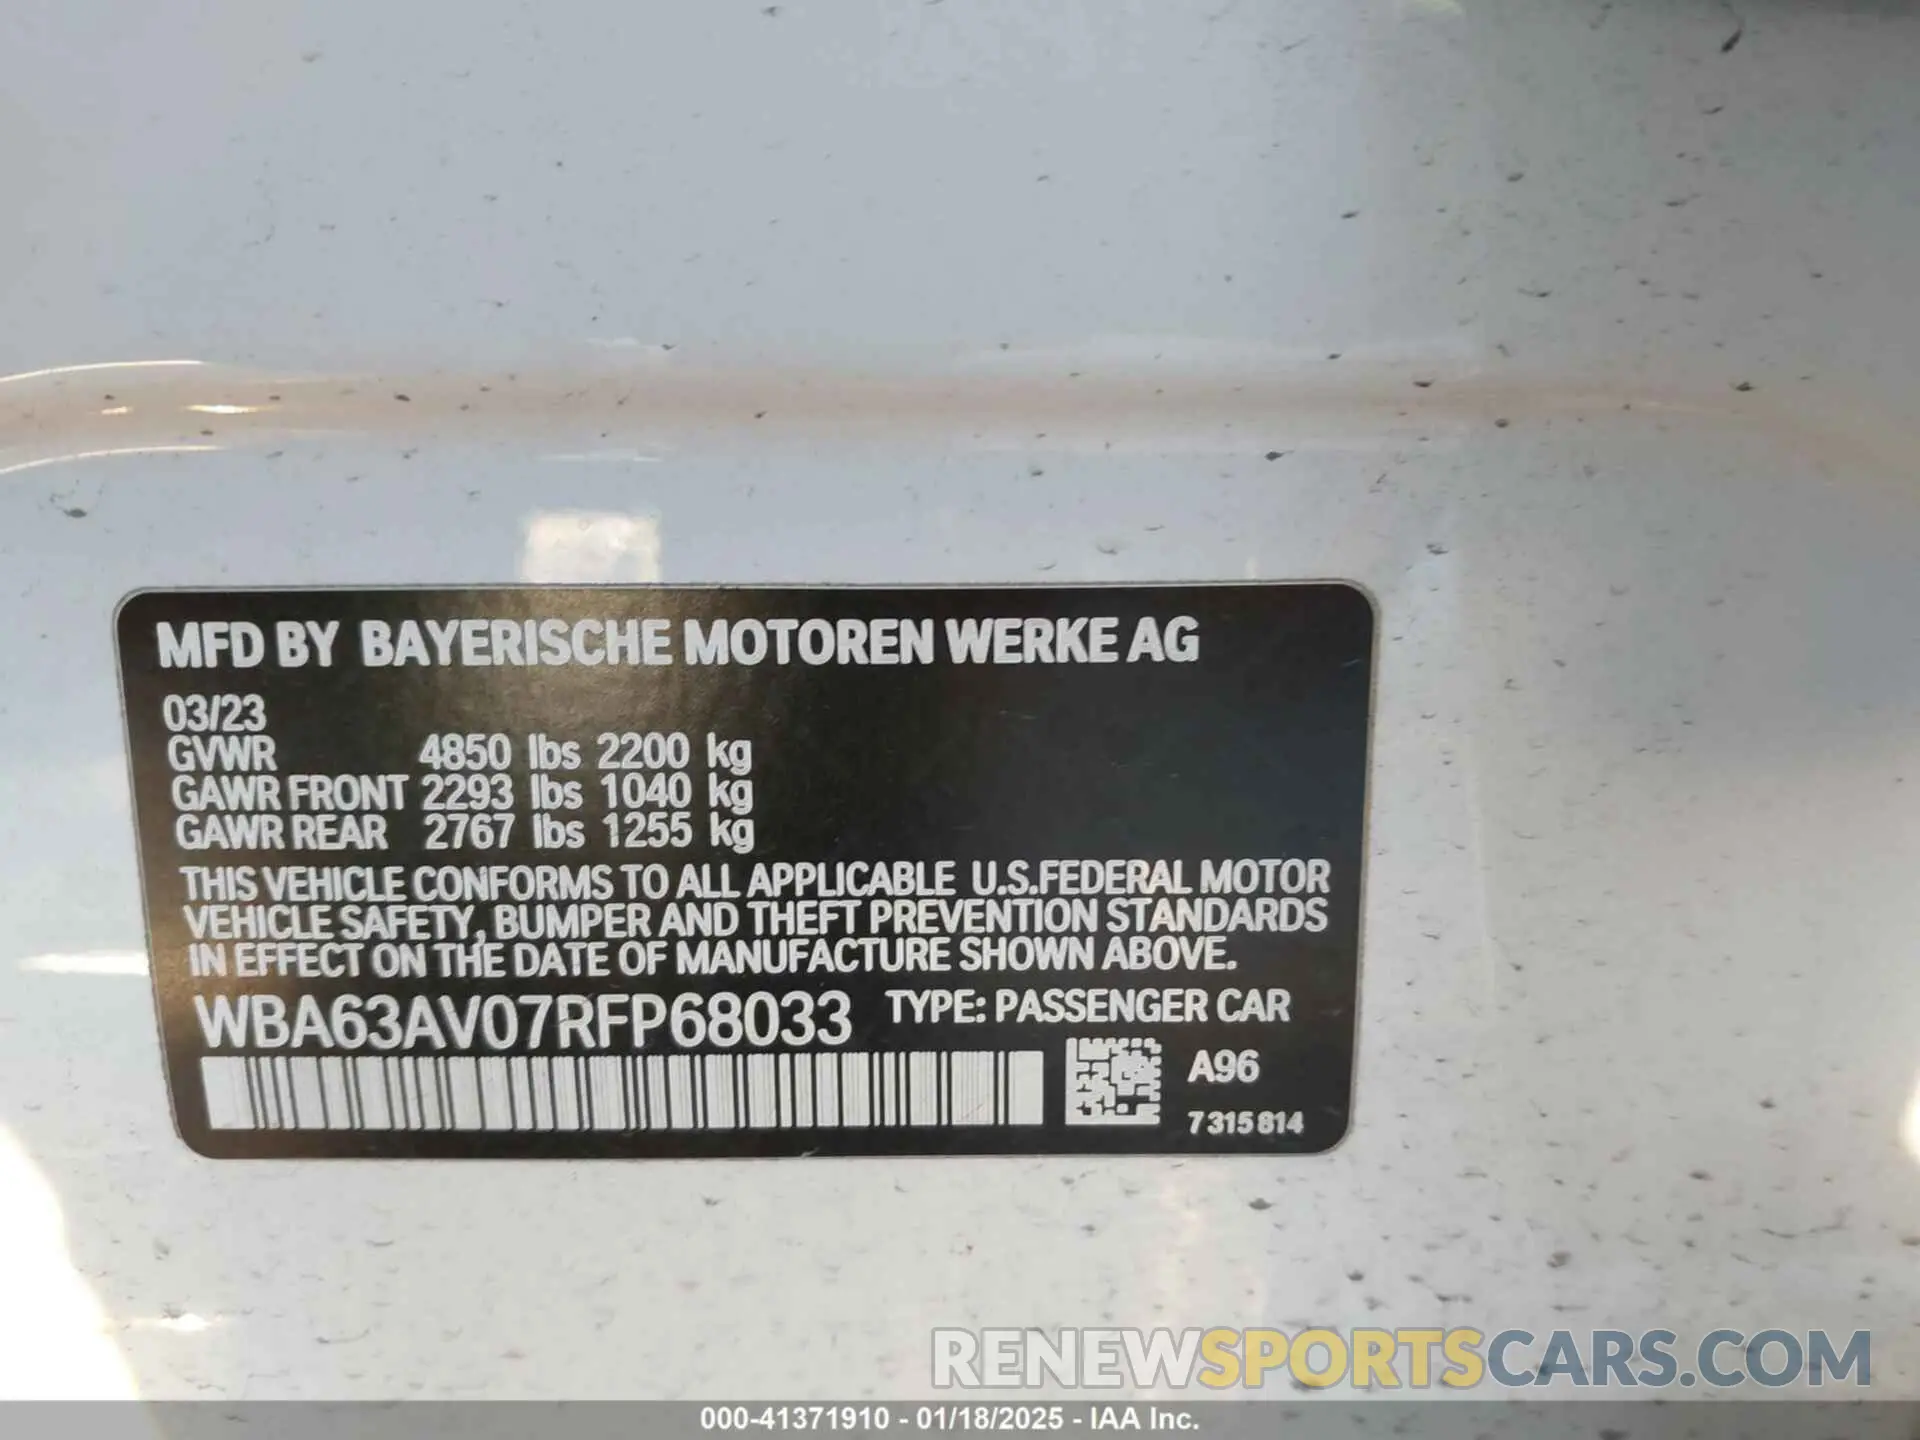 MFD BY BAYERISCHE MOTOREN WERKE AG
03/23
GVWR 4850 lbs 2200 kg
GAWR FRONT 2293 lbs 1040 kg
GAWR REAR 2767 lbs 1255 kg
THIS VEHICLE CONFORMS TO ALL APPLICABLE U.S.FEDERAL MOTOR
VEHICLE SAFETY, BUMPER AND THEFT PREVENTION STANDARDS
IN EFFECT ON THE DATE OF MANUFACTURE SHOWN ABOVE.
WBA63AV07RFP68033 TYPE: PASSENGER CAR
A96
7315814
RENEWSPORTSCARS.COM
000-41371910 - 01/18/2025 - IAA Inc.